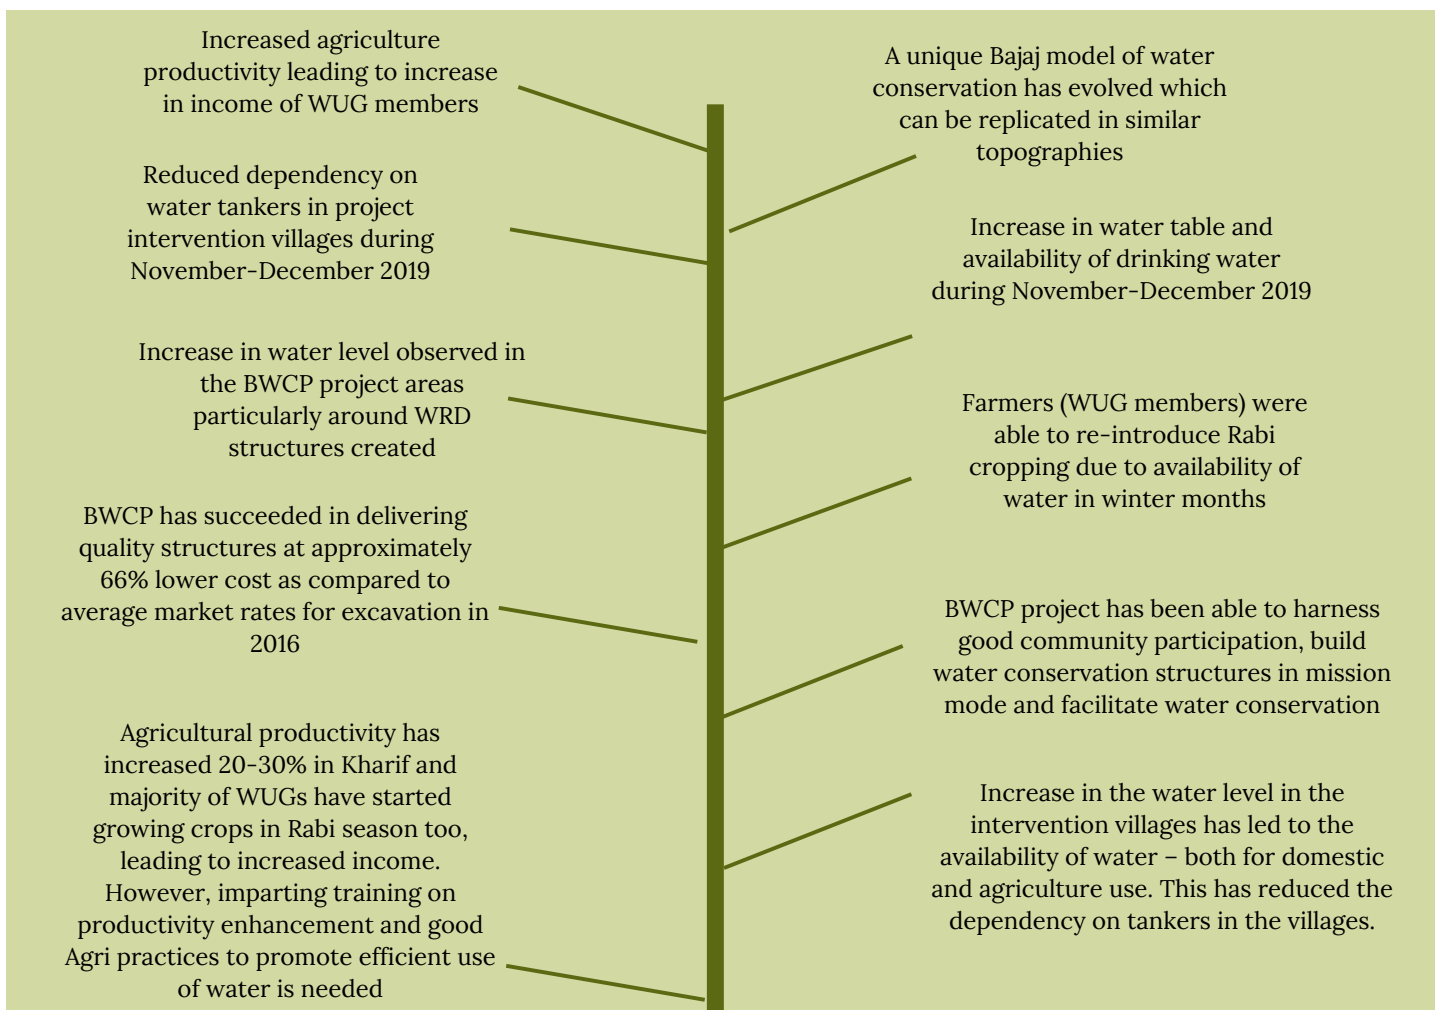 Increased agriculture
productivity leading to increase
in income of WUG members
Reduced dependency on
water tankers in project
intervention villages during
November-December 2019
Increase in water level observed in
the BWCP project areas
particularly around WRD
structures created
BWCP has succeeded in delivering
quality structures at approximately
66% lower cost as compared to
average market rates for excavation in
2016
Agricultural productivity has
increased 20-30% in Kharif and
majority of WUGs have started
growing crops in Rabi season too,
leading to increased income.
However, imparting training on
productivity enhancement and good
Agri practices to promote efficient use
of water is needed
A unique Bajaj model of water
conservation has evolved which
can be replicated in similar
topographies
Increase in water table and
availability of drinking water
during November-December 2019
Farmers (WUG members) were
able to re-introduce Rabi
cropping due to availability of
water in winter months
BWCP project has been able to harness
good community participation, build
water conservation structures in mission
mode and facilitate water conservation
Increase in the water level in the
intervention villages has led to the
availability of water – both for domestic
and agriculture use. This has reduced the
dependency on tankers in the villages.